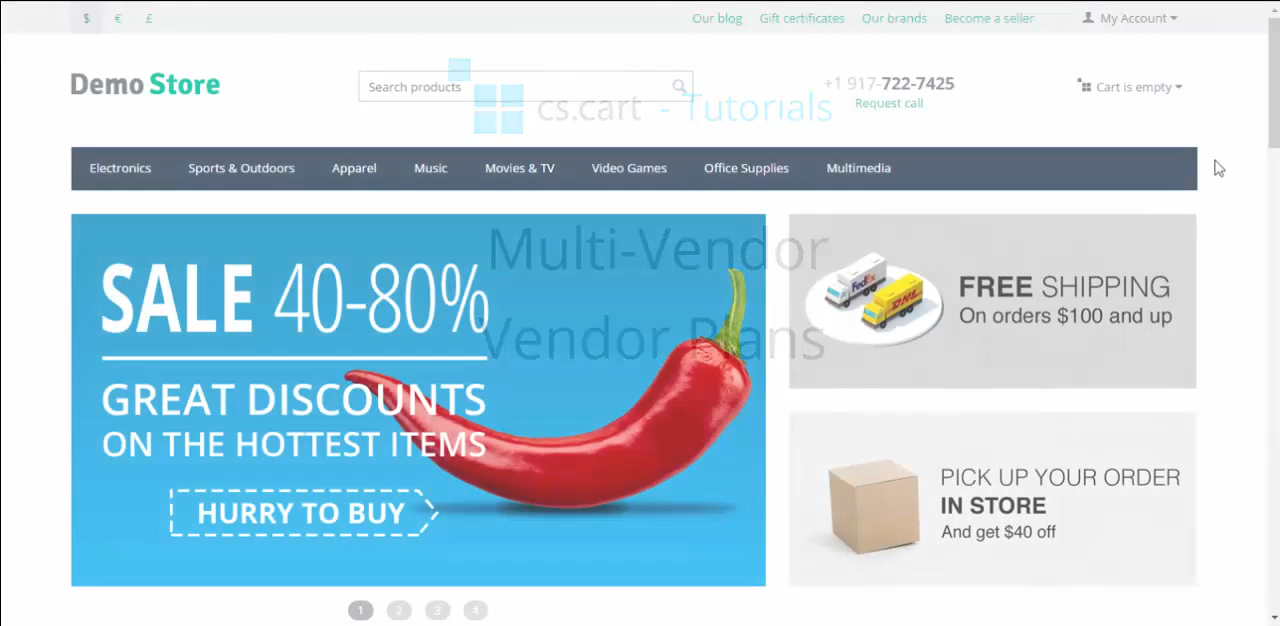 $ € £ Our blog Gift certificates Our brands Become a seller My Account
Demo Store Search products +1 917-722-7425 Cart is empty
Request call
cs.cart - Tutorials
Electronics Sports & Outdoors Apparel Music Movies & TV Video Games Office Supplies Multimedia
Multi-Vendor
Vendor Plans
SALE 40-80%
GREAT DISCOUNTS
ON THE HOTTEST ITEMS
HURRY TO BUY
FedEx
DHL
FREE SHIPPING
On orders $100 and up
PICK UP YOUR ORDER
IN STORE
And get $40 off
1 2 3 4